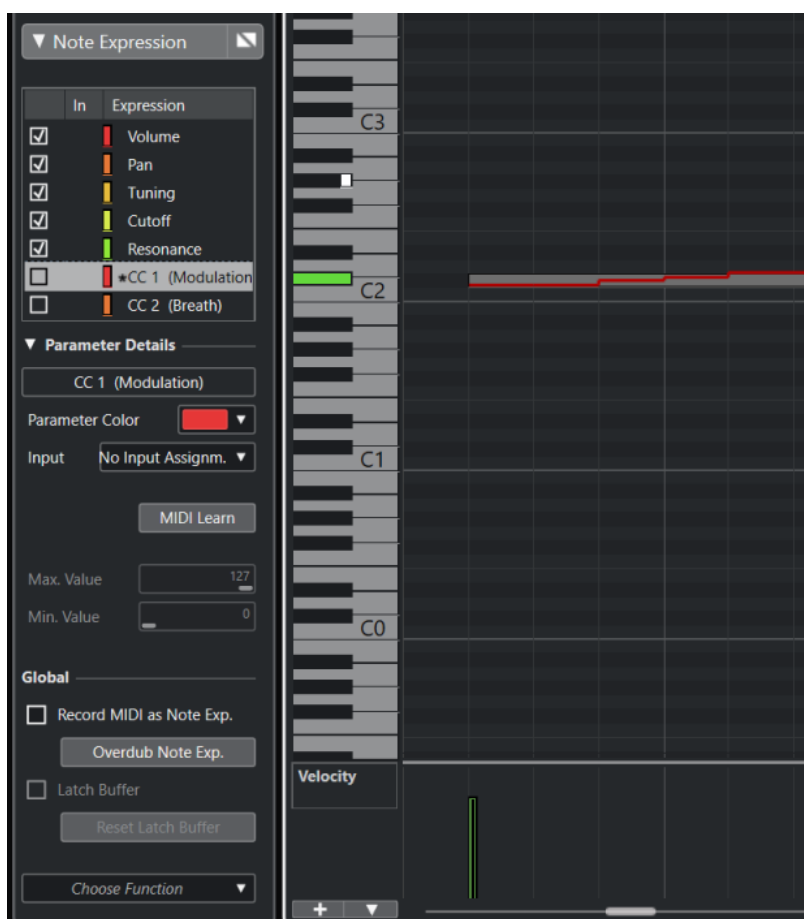 Note Expression
In Expression
Volume
Pan
Tuning
Cutoff
Resonance
*CC 1 (Modulation
CC 2 (Breath)
Parameter Details
CC 1 (Modulation)
Parameter Color
Input No Input Assignm.
MIDI Learn
Max. Value 127
Min. Value 0
Global
Record MIDI as Note Exp.
Overdub Note Exp.
Latch Buffer
Reset Latch Buffer
Choose Function
C3
C2
C1
C0
Velocity